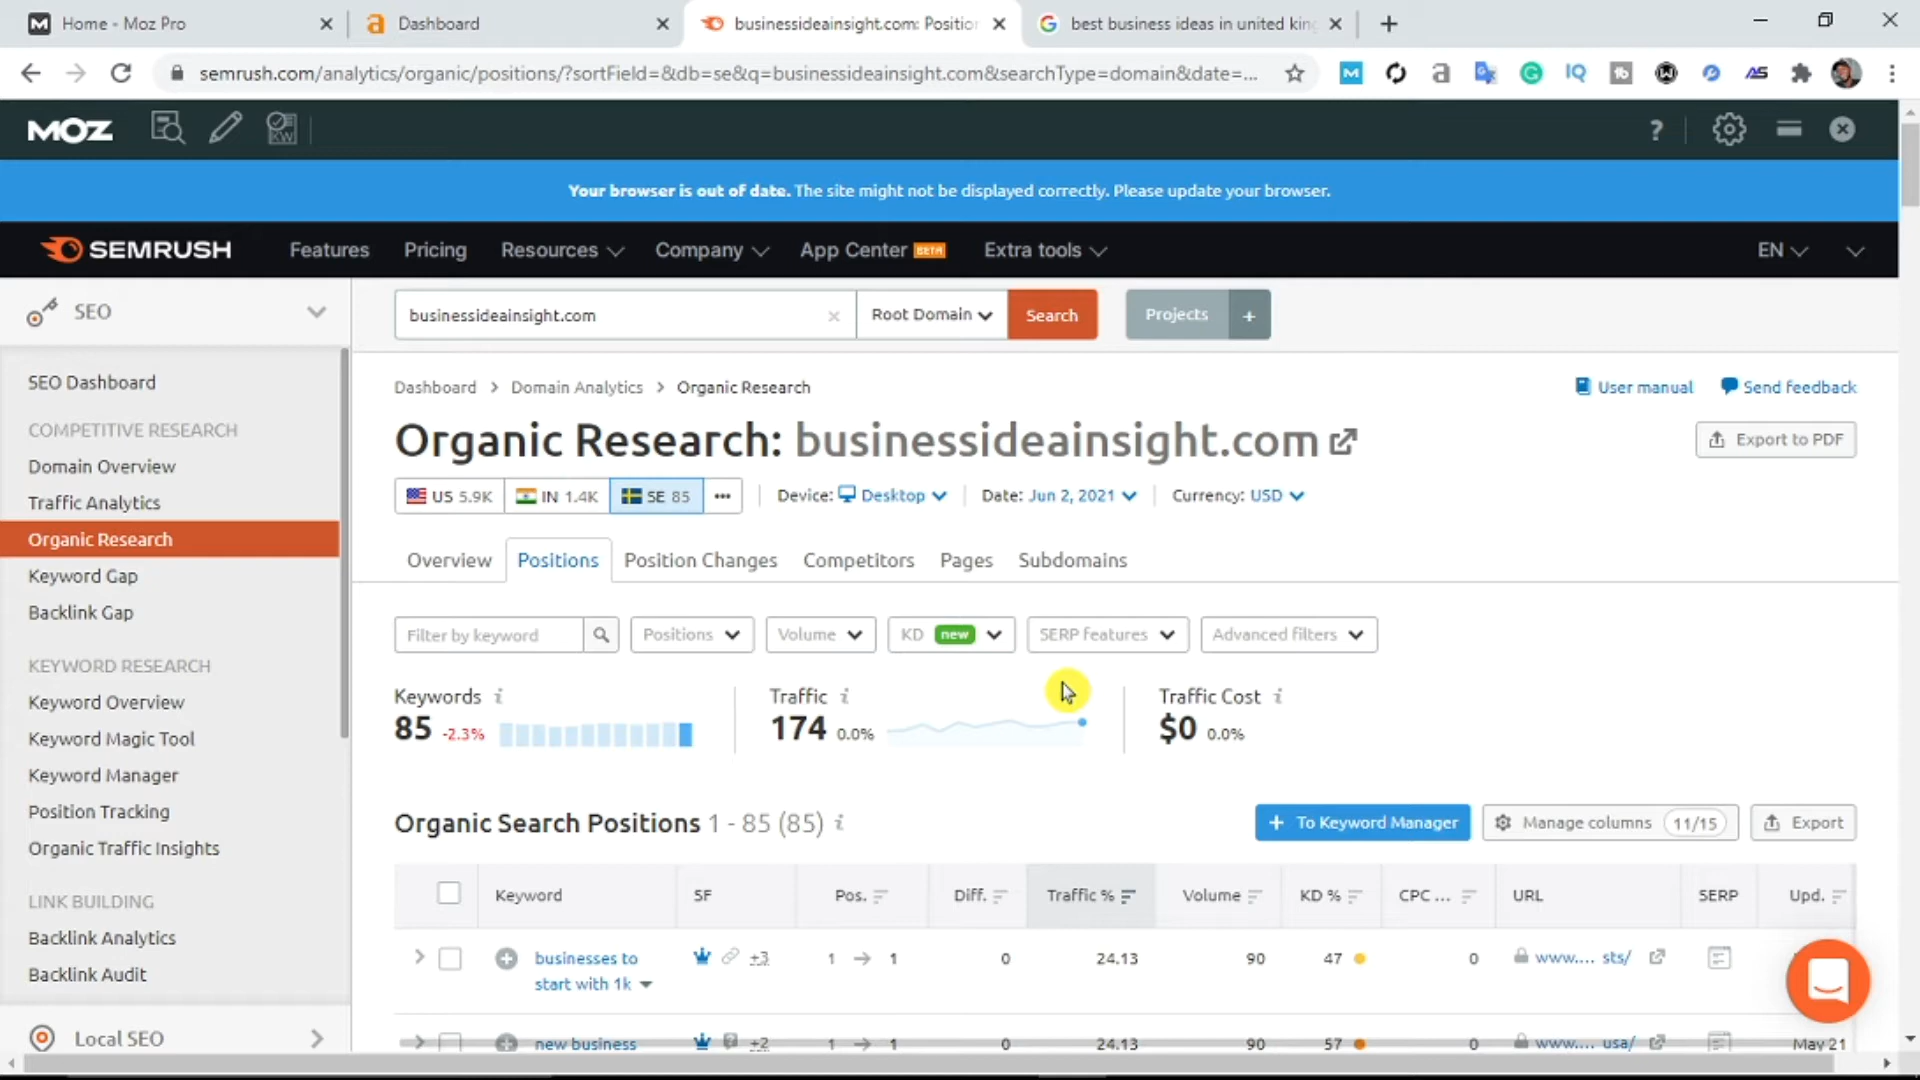 Home - Moz Pro
Dashboard
businessideainsight.com: Position
best business ideas in united king
semrush.com/analytics/organic/positions/?sortField=&db=se&q=businessideainsight.com&searchType=domain&date=...
MOZ
KW
?
Your browser is out of date. The site might not be displayed correctly. Please update your browser.
SEMRUSH
Features
Pricing
Resources
Company
App Center BETA
Extra tools
EN
SEO
businessideainsight.com
Root Domain
Search
Projects
+
SEO Dashboard
COMPETITIVE RESEARCH
Domain Overview
Traffic Analytics
Organic Research
Keyword Gap
Backlink Gap
KEYWORD RESEARCH
Keyword Overview
Keyword Magic Tool
Keyword Manager
Position Tracking
Organic Traffic Insights
LINK BUILDING
Backlink Analytics
Backlink Audit
Local SEO
Dashboard > Domain Analytics > Organic Research
User manual
Send feedback
Organic Research: businessideainsight.com
Export to PDF
US 5.9K
IN 1.4K
SE 85
Device: Desktop
Date: Jun 2, 2021
Currency: USD
Overview
Positions
Position Changes
Competitors
Pages
Subdomains
Filter by keyword
Positions
Volume
KD new
SERP features
Advanced filters
Keywords i
85 -2.3%
Traffic i
174 0.0%
Traffic Cost i
$0 0.0%
Organic Search Positions 1 - 85 (85) i
+ To Keyword Manager
Manage columns 11/15
Export
Keyword SF Pos. Diff. Traffic % Volume KD % CPC ... URL SERP Upd.
businesses to start with 1k +3 1 → 1 0 24.13 90 47 0 www.... sts/
new business +2 1 → 1 0 24.13 90 57 0 www.... usa/ May 21